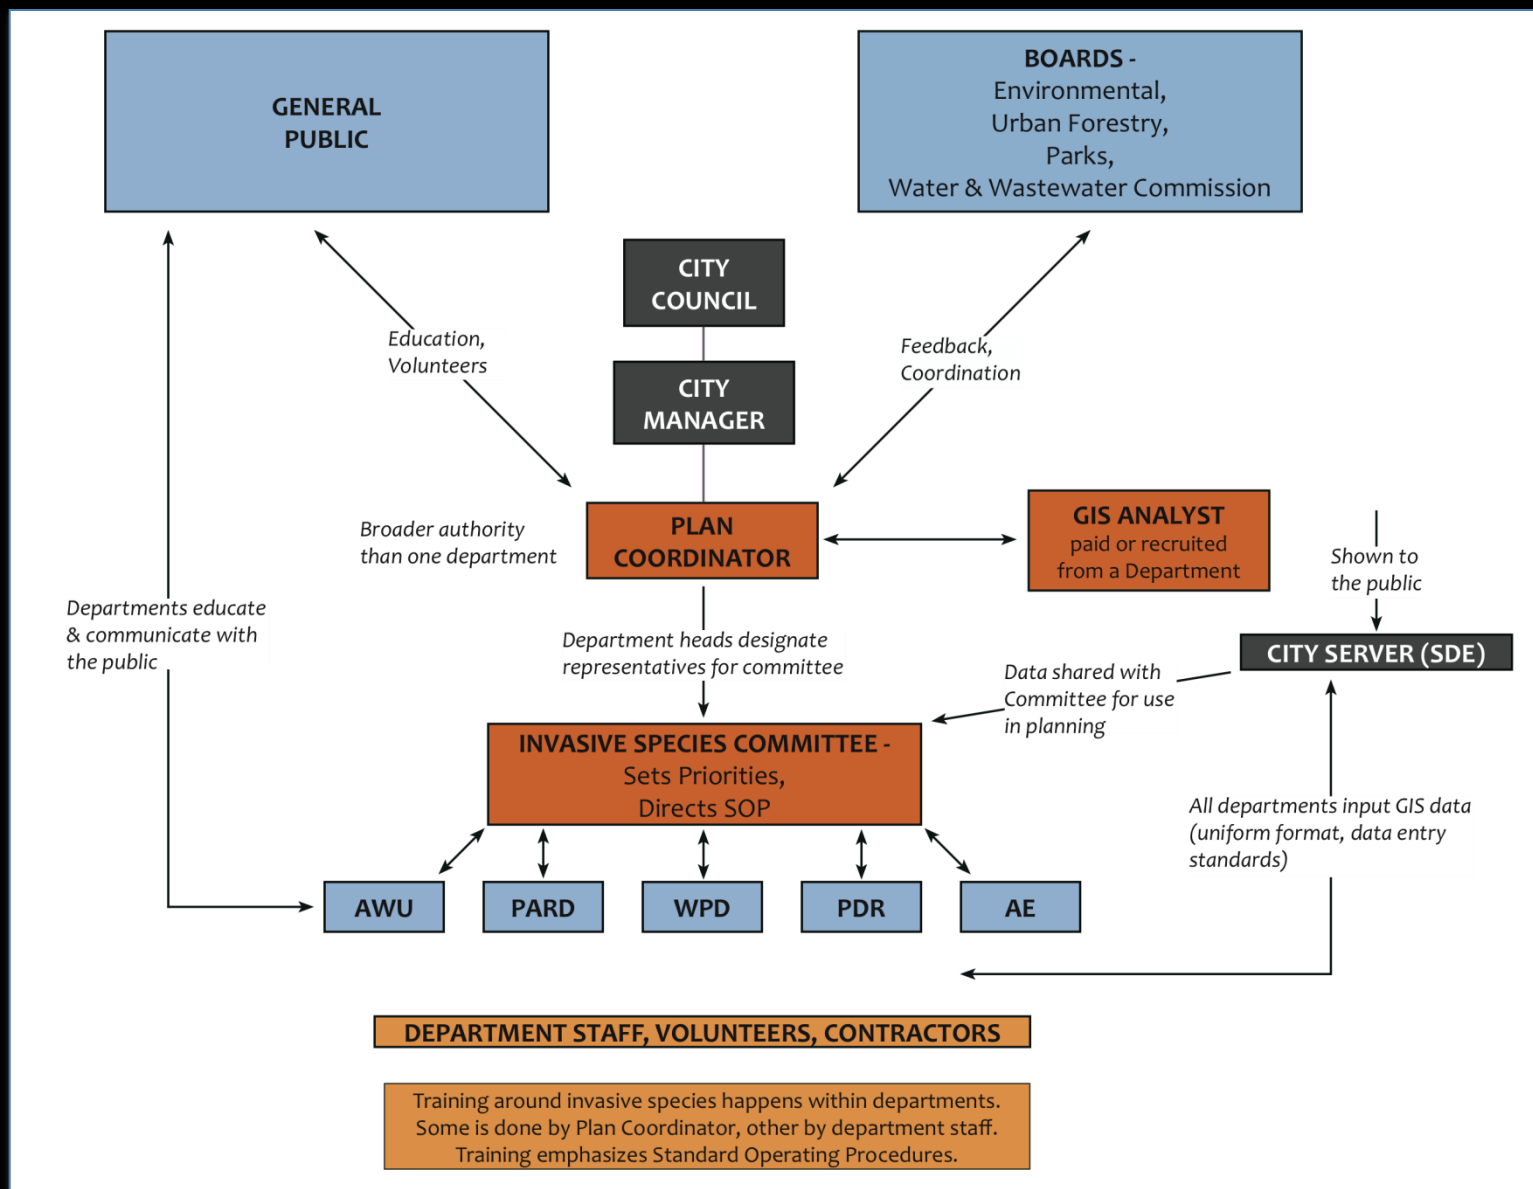 GENERAL
PUBLIC
BOARDS -
Environmental,
Urban Forestry,
Parks,
Water & Wastewater Commission
CITY
COUNCIL
Education,
Volunteers
Feedback,
Coordination
CITY
MANAGER
Broader authority
than one department
PLAN
COORDINATOR
GIS ANALYST
paid or recruited
from a Department
Shown to
the public
Departments educate
& communicate with
the public
Department heads designate
representatives for committee
CITY SERVER (SDE)
Data shared with
Committee for use
in planning
INVASIVE SPECIES COMMITTEE -
Sets Priorities,
Directs SOP
All departments input GIS data
(uniform format, data entry
standards)
AWU
PARD
WPD
PDR
AE
DEPARTMENT STAFF, VOLUNTEERS, CONTRACTORS
Training around invasive species happens within departments.
Some is done by Plan Coordinator, other by department staff.
Training emphasizes Standard Operating Procedures.